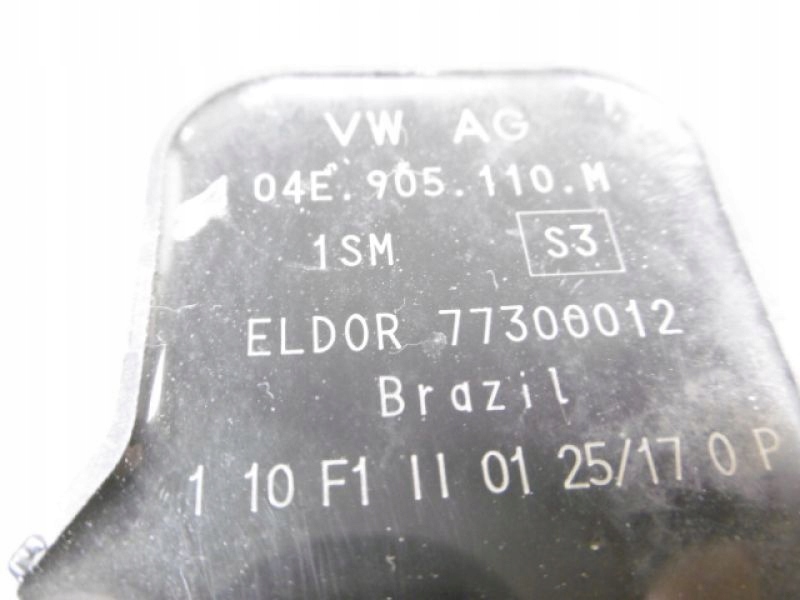 VW AG
04E.905.110.M
1SM S3
ELDOR 77300012
Brazil
1 10 F1 II 01 25/17 0 P